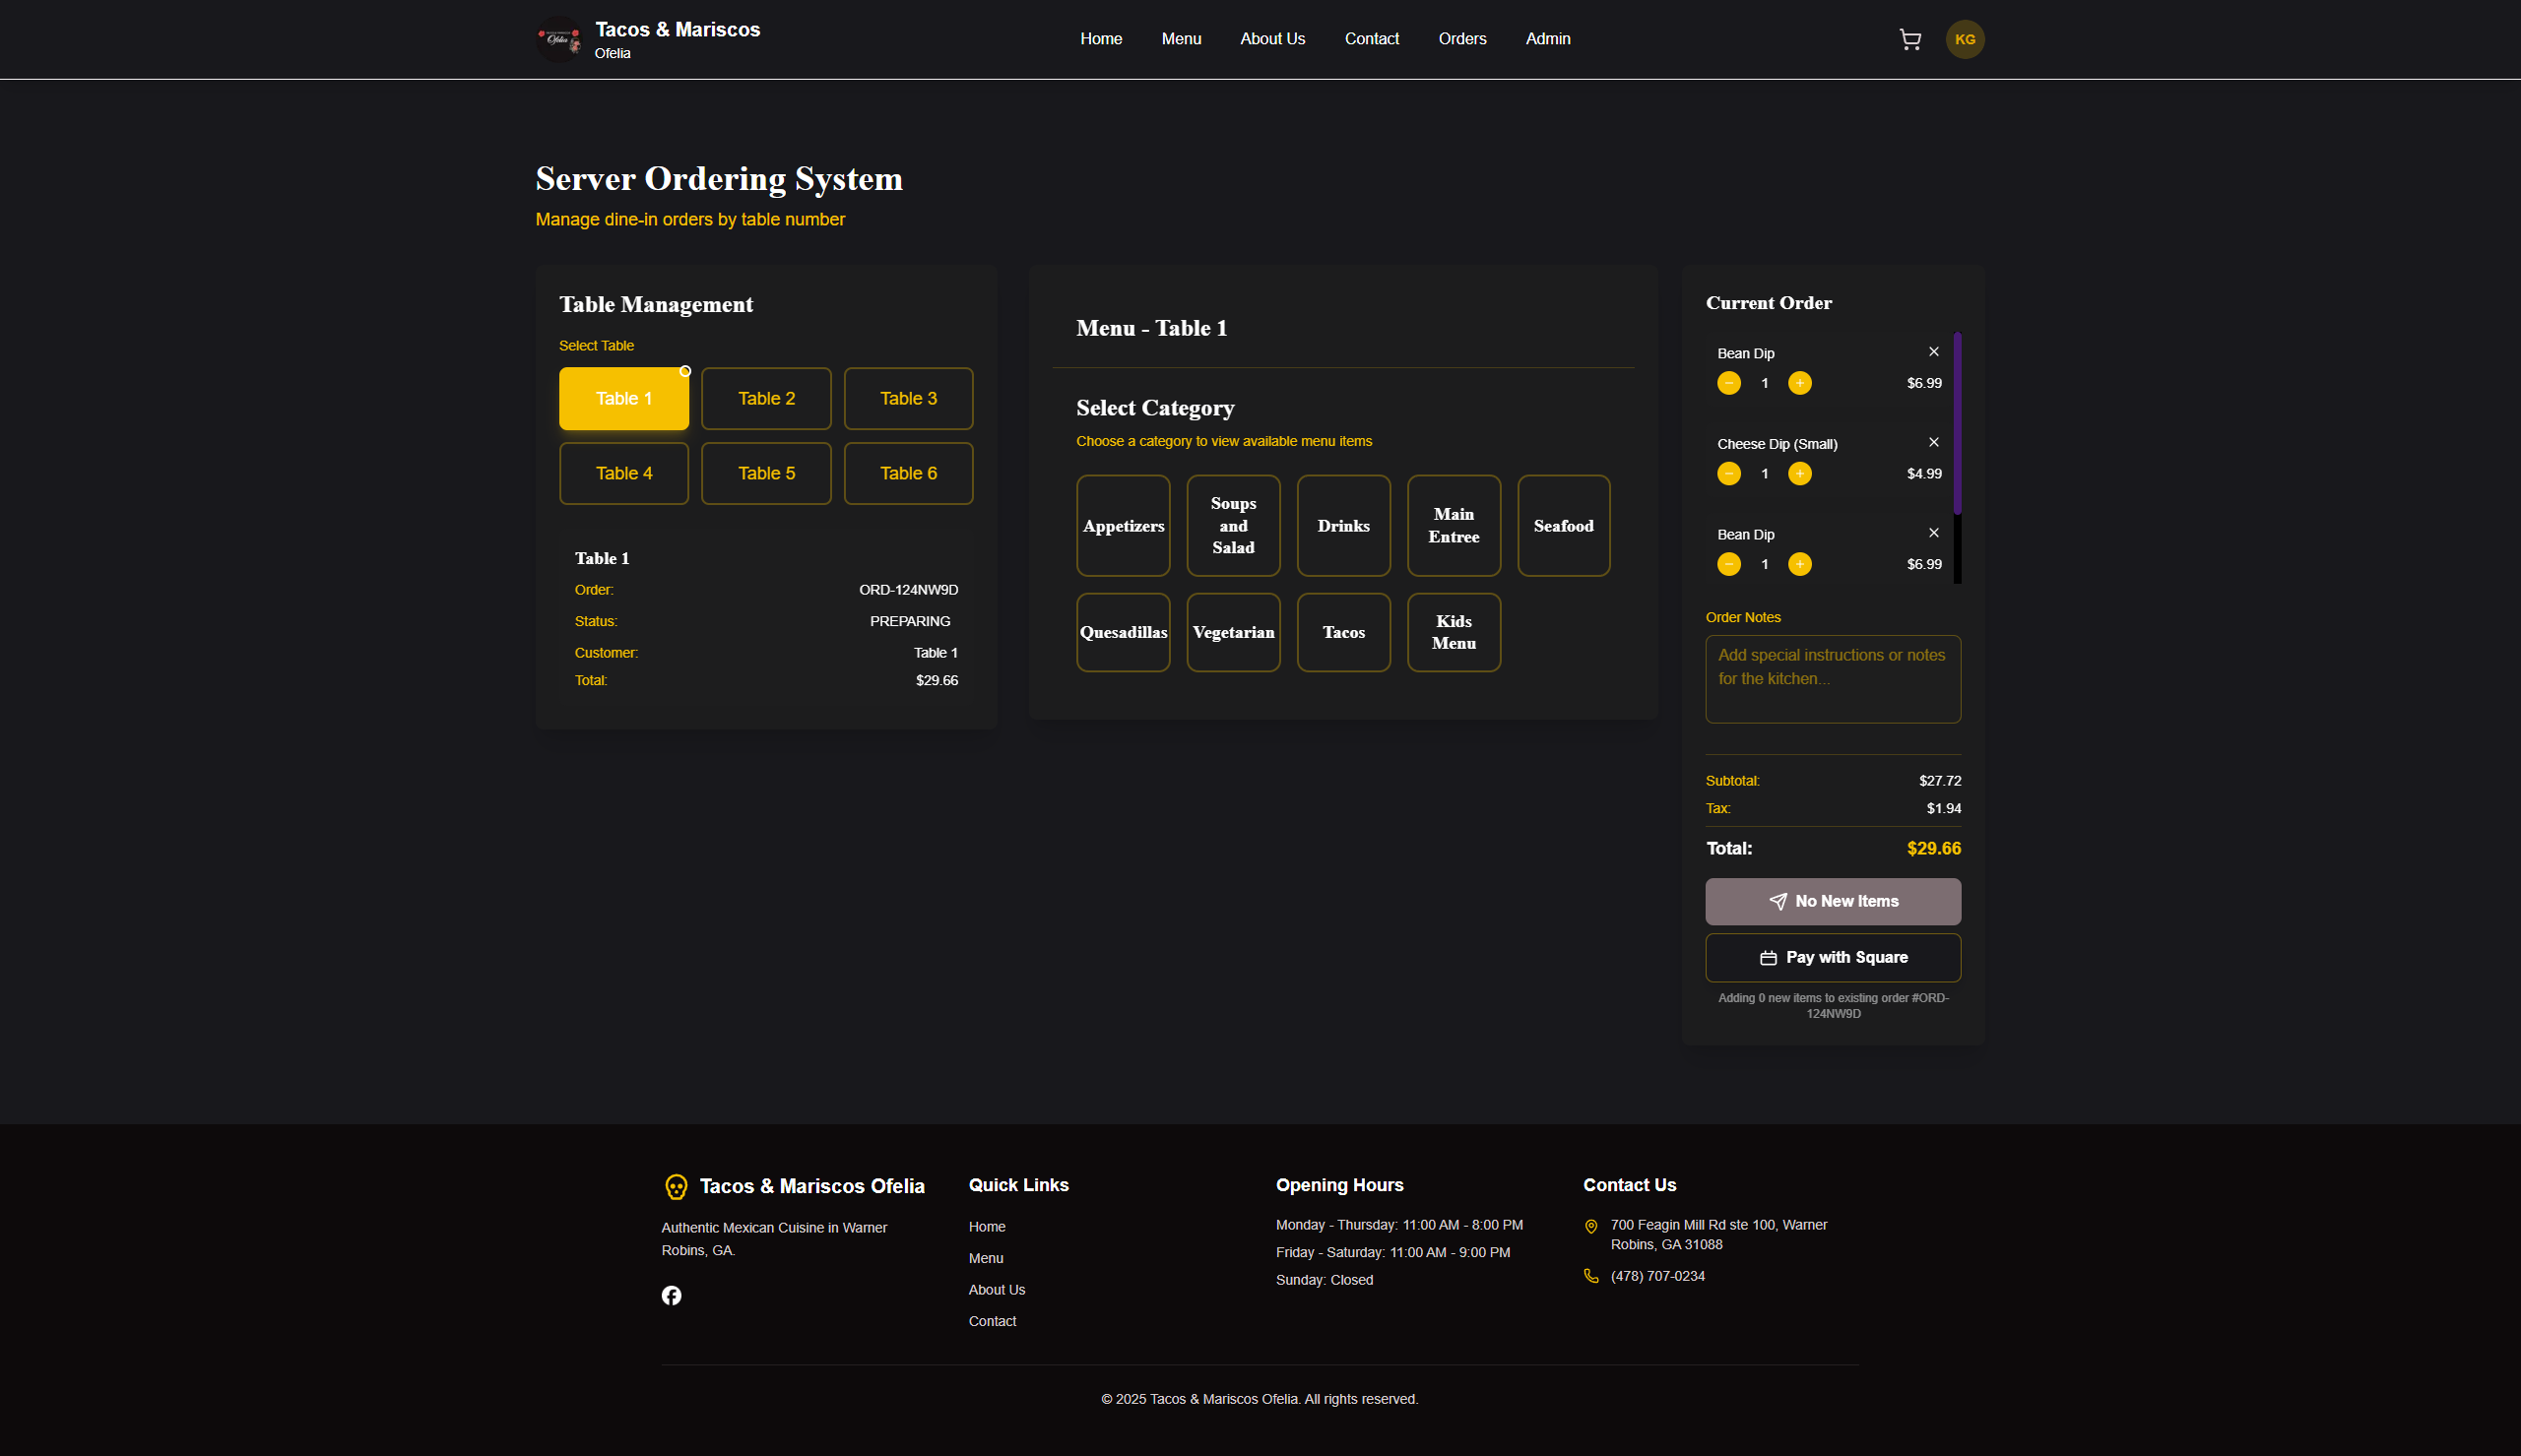 Ofelia
Tacos & Mariscos
Ofelia
Home
Menu
About Us
Contact
Orders
Admin
KG
Server Ordering System
Manage dine-in orders by table number
Table Management
Select Table
Table 1
Table 2
Table 3
Table 4
Table 5
Table 6
Table 1
Order: ORD-124NW9D
Status: PREPARING
Customer: Table 1
Total: $29.66
Menu - Table 1
Select Category
Choose a category to view available menu items
Appetizers
Soups
and
Salad
Drinks
Main
Entree
Seafood
Quesadillas
Vegetarian
Tacos
Kids
Menu
Current Order
Bean Dip
1 $6.99
Cheese Dip (Small)
1 $4.99
Bean Dip
1 $6.99
Order Notes
Add special instructions or notes
for the kitchen...
Subtotal: $27.72
Tax: $1.94
Total: $29.66
No New Items
Pay with Square
Adding 0 new items to existing order #ORD-
124NW9D
Tacos & Mariscos Ofelia
Authentic Mexican Cuisine in Warner
Robins, GA.
Quick Links
Home
Menu
About Us
Contact
Opening Hours
Monday - Thursday: 11:00 AM - 8:00 PM
Friday - Saturday: 11:00 AM - 9:00 PM
Sunday: Closed
Contact Us
700 Feagin Mill Rd ste 100, Warner
Robins, GA 31088
(478) 707-0234
© 2025 Tacos & Mariscos Ofelia. All rights reserved.